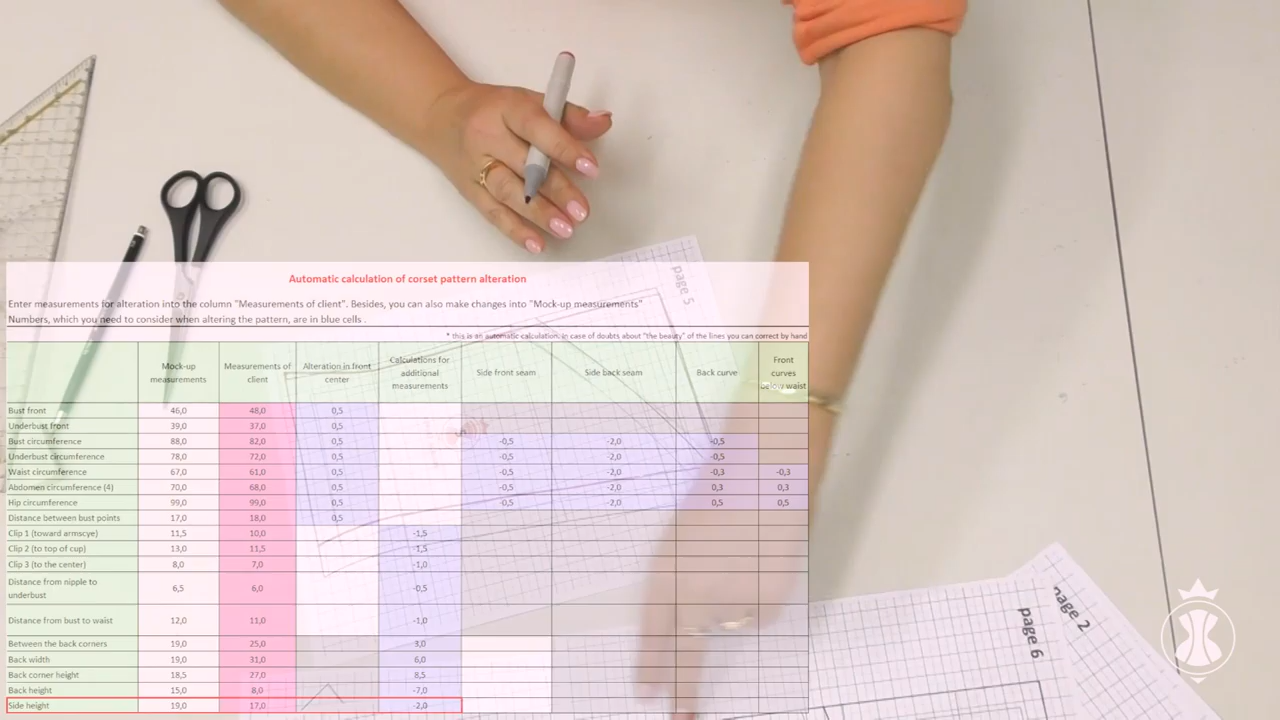 page 5
Automatic calculation of corset pattern alteration
Enter measurements for alteration into the column "Measurements of client". Besides, you can also make changes into "Mock-up measurements"
Numbers, which you need to consider when altering the pattern, are in blue cells .
* this is an automatic calculation, in case of doubts about "the beauty" of the lines you can correct by hand
Mock-up measurements Measurements of client Alteration in front center Calculations for additional measurements Side front seam Side back seam Back curve Front curves below waist
Bust front 46,0 48,0 0,5
Underbust front 39,0 37,0 0,5
Bust circumference 88,0 82,0 0,5 -0,5 -2,0 -0,5
Underbust circumference 78,0 72,0 0,5 -0,5 -2,0 -0,5
Waist circumference 67,0 61,0 0,5 -0,5 -2,0 -0,3 -0,3
Abdomen circumference (4) 70,0 68,0 0,5 -0,5 -2,0 0,3 0,3
Hip circumference 99,0 99,0 0,5 -0,5 -2,0 0,5 0,5
Distance between bust points 17,0 18,0 0,5
Clip 1 (toward armscye) 11,5 10,0 -1,5
Clip 2 (to top of cup) 13,0 11,5 -1,5
Clip 3 (to the center) 8,0 7,0 -1,0
Distance from nipple to underbust 6,5 6,0 -0,5
Distance from bust to waist 12,0 11,0 -1,0
Between the back corners 19,0 25,0 3,0
Back width 19,0 31,0 6,0
Back corner height 18,5 27,0 8,5
Back height 15,0 8,0 -7,0
Side height 19,0 17,0 -2,0
page 6
page 2